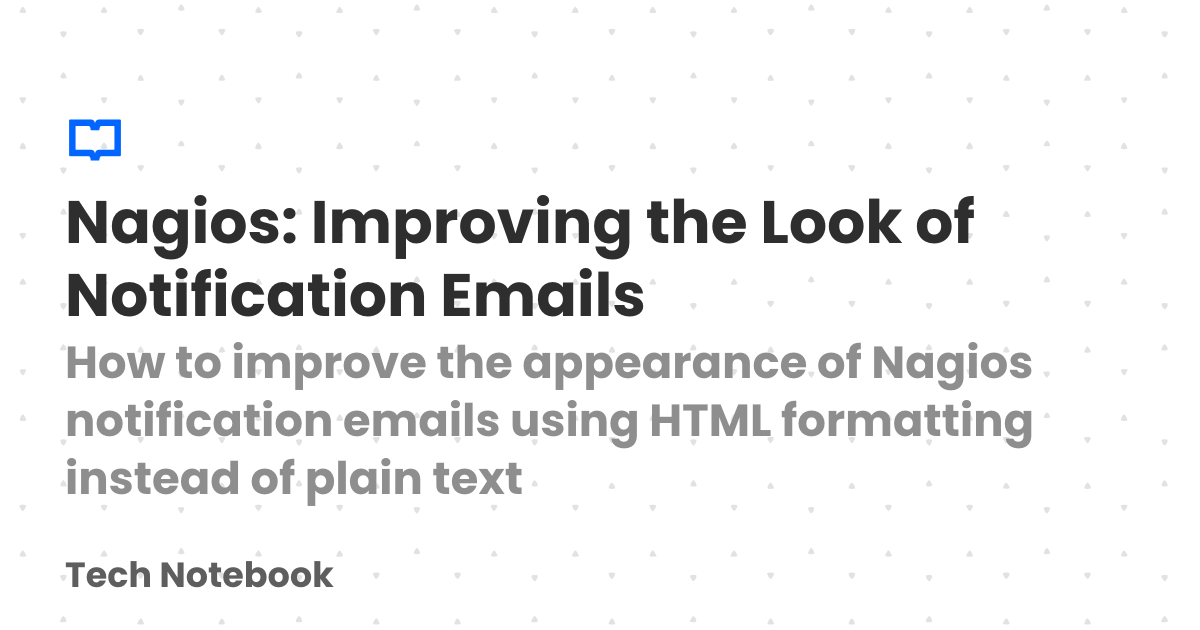 Nagios: Improving the Look of
Notification Emails
How to improve the appearance of Nagios
notification emails using HTML formatting
instead of plain text
Tech Notebook